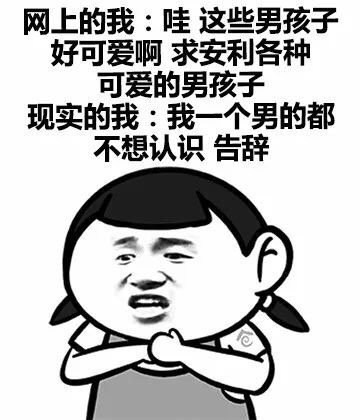 网上的我：哇 这些男孩子
好可爱啊 求安利各种
可爱的男孩子
现实的我：我一个男的都
不想认识 告辞